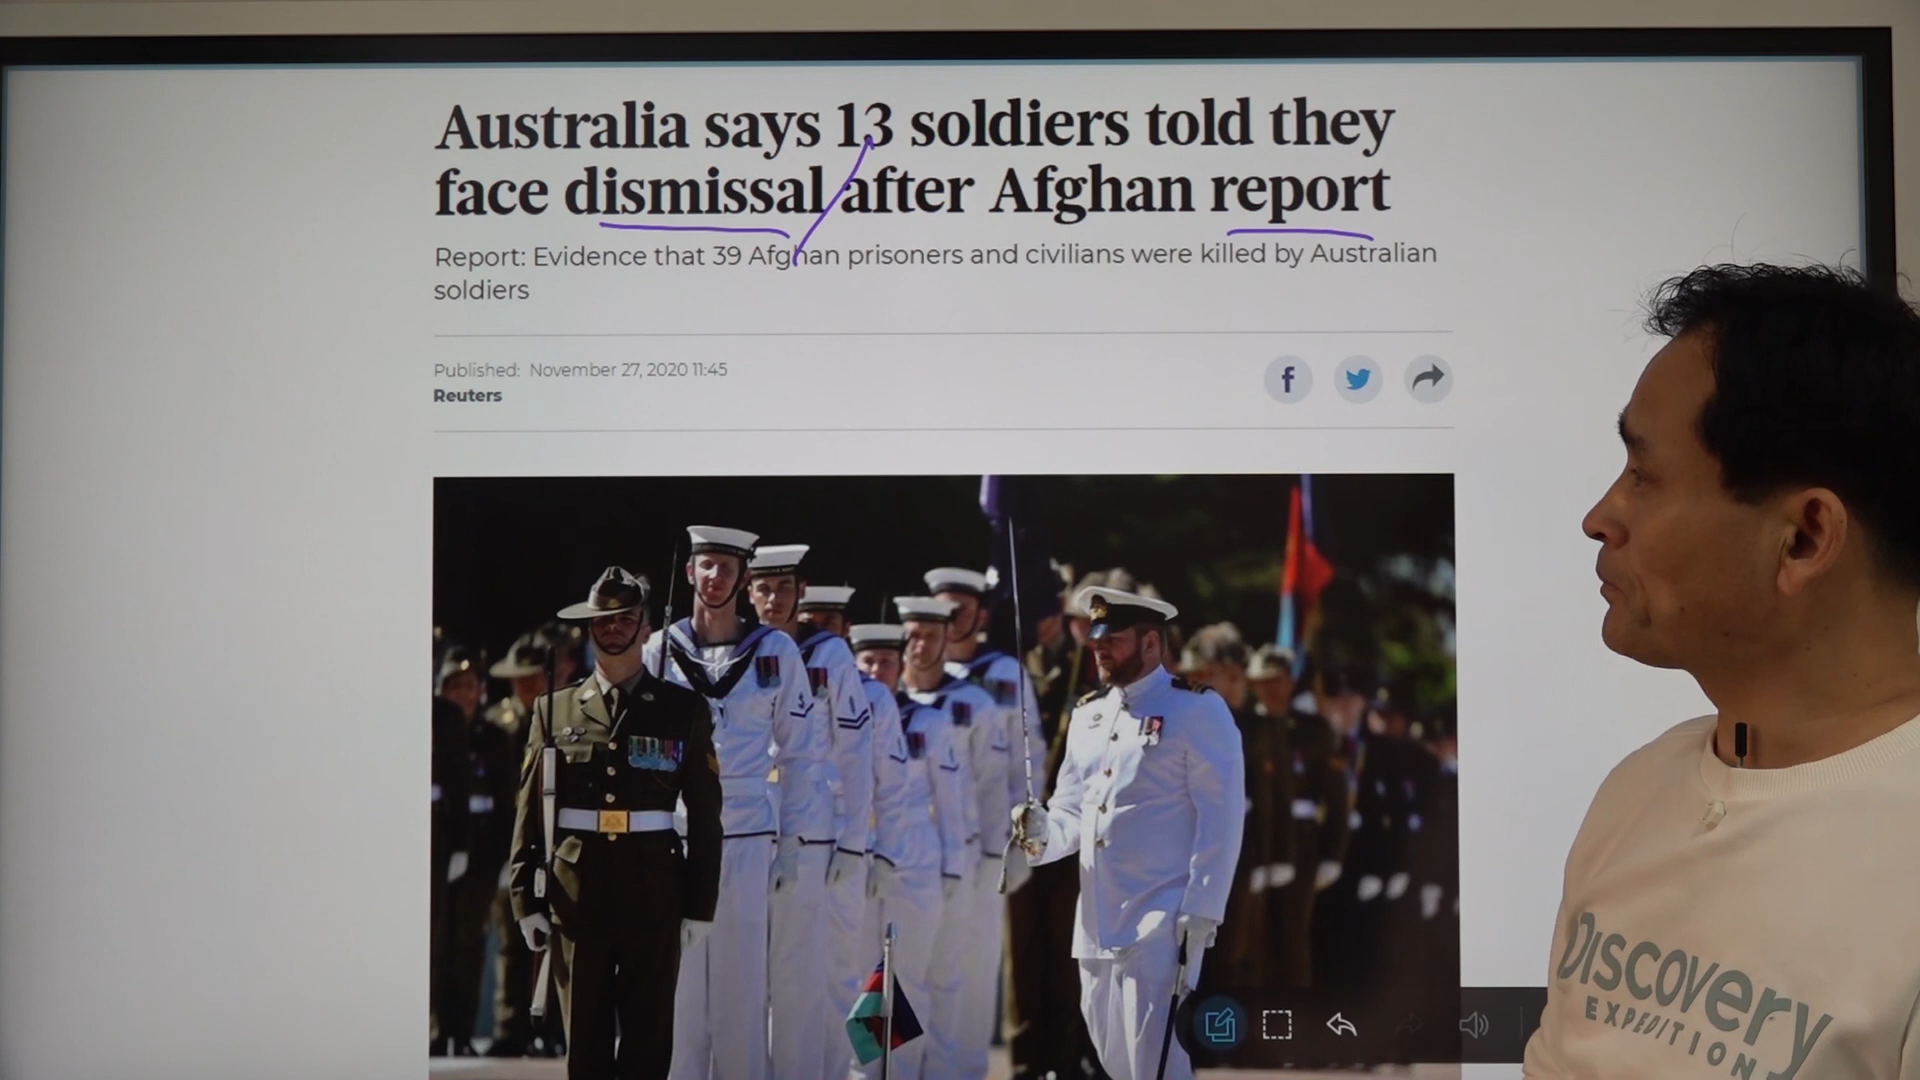 Australia says 13 soldiers told they
face dismissal after Afghan report
Report: Evidence that 39 Afghan prisoners and civilians were killed by Australian
soldiers
Published: November 27, 2020 11:45
Reuters
f
DISCOVERY
EXPEDITION